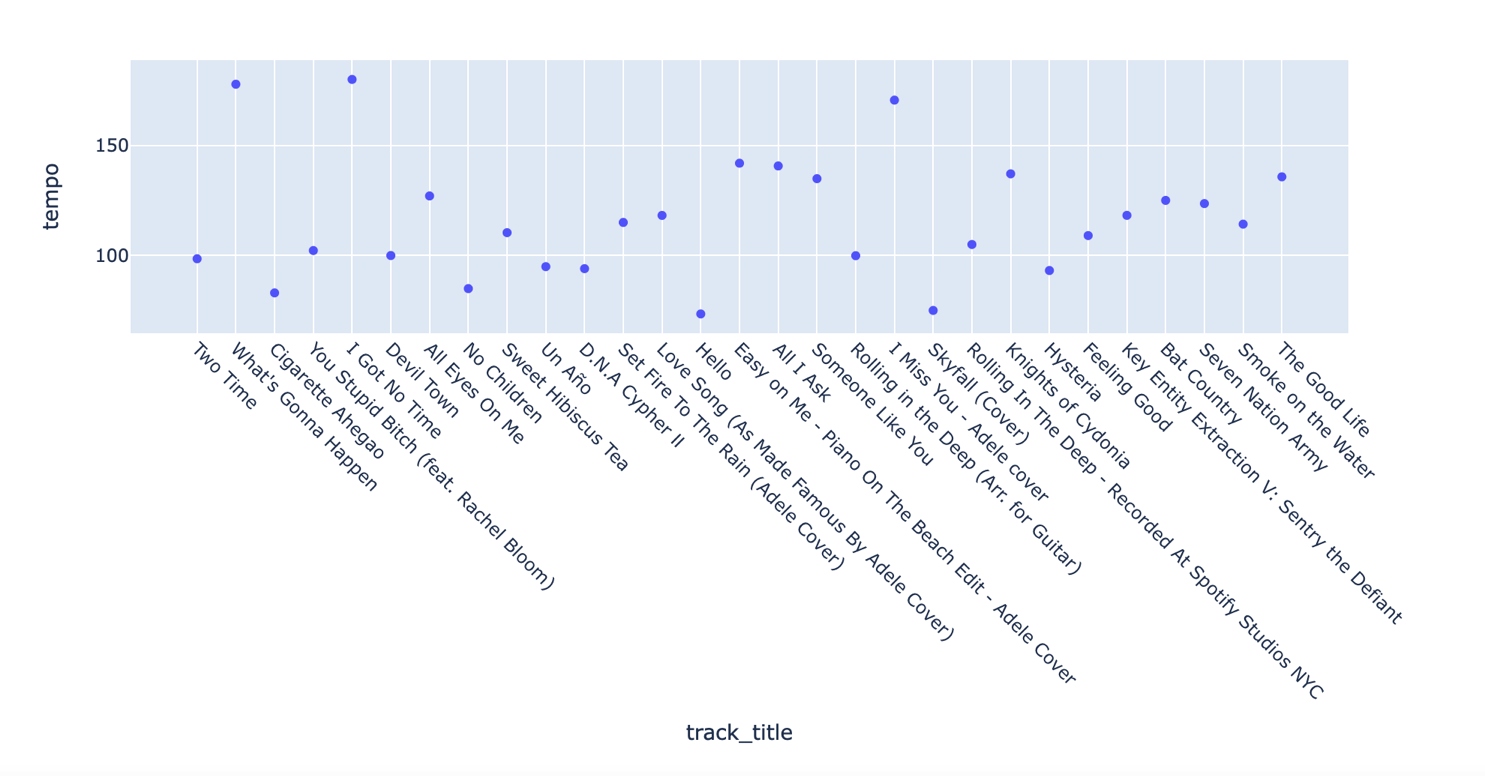 tempo
150
100
Two Time
What's Gonna Happen
Cigarette Ahegao
You Stupid Bitch (feat. Rachel Bloom)
I Got No Time
Devil Town
All Eyes On Me
No Children
Sweet Hibiscus Tea
Un Año
D.N.A Cypher II
Set Fire To The Rain (Adele Cover)
Love Song (As Made Famous By Adele Cover)
Hello
Easy on Me - Piano On The Beach Edit - Adele Cover
All I Ask
Someone Like You
Rolling in the Deep (Arr. for Guitar)
I Miss You - Adele cover
Skyfall (Cover)
Rolling In The Deep - Recorded At Spotify Studios NYC
Knights of Cydonia
Hysteria
Feeling Good
Key Entity Extraction V: Sentry the Defiant
Bat Country
Seven Nation Army
Smoke on the Water
The Good Life
track_title